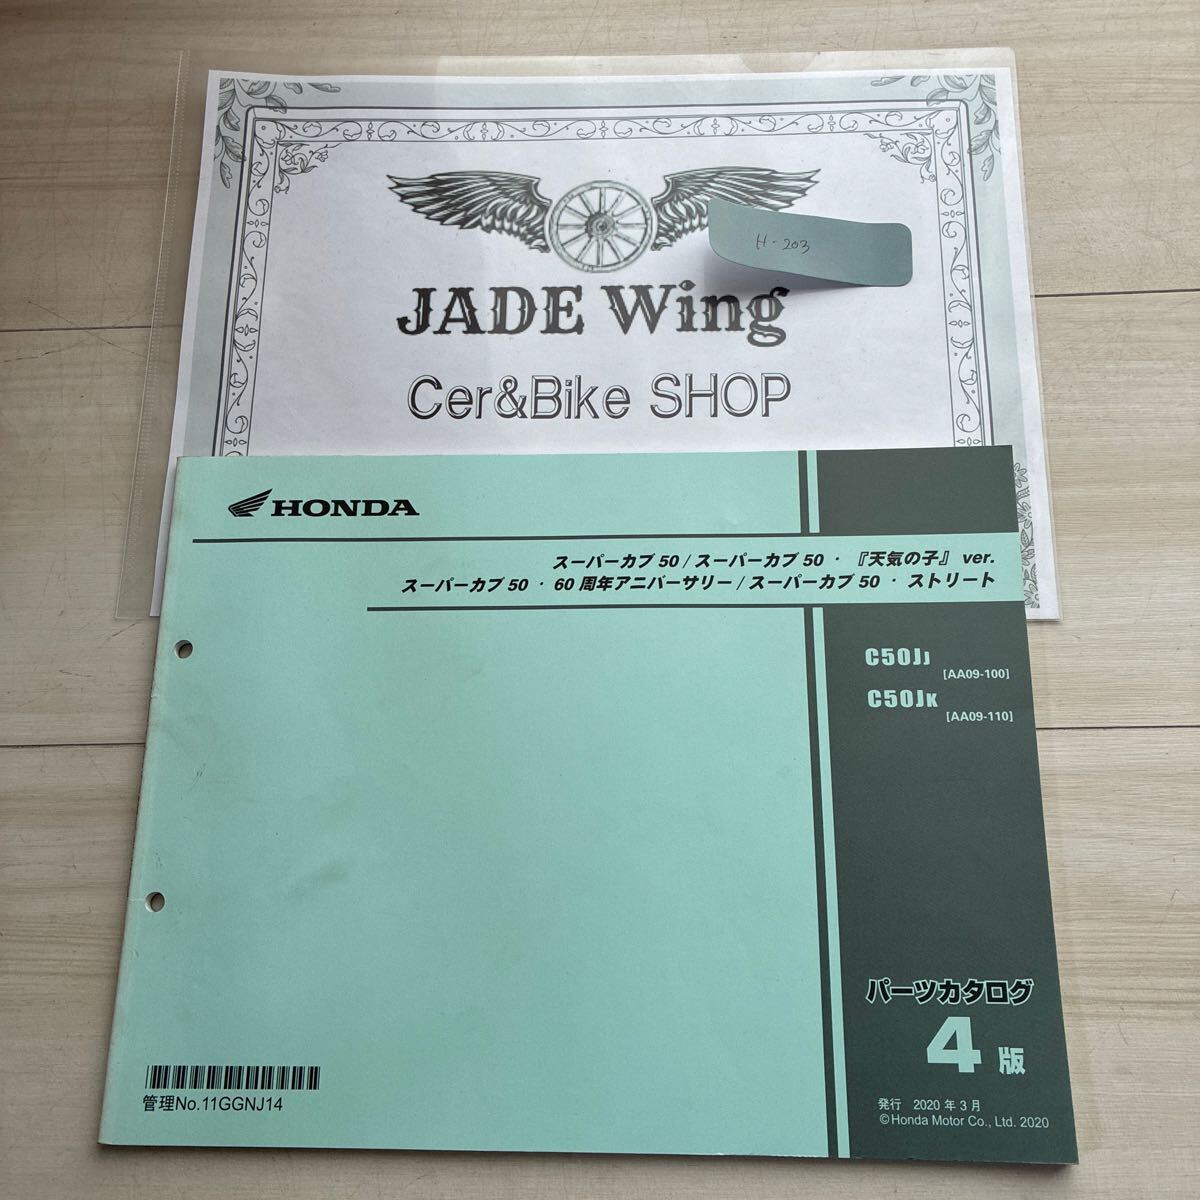 H-203
JADE Wing
Cer&Bike SHOP
HONDA
スーパーカブ 50 / スーパーカブ 50 ・ 『天気の子』 ver.
スーパーカブ 50 ・ 60 周年アニバーサリー / スーパーカブ 50 ・ ストリート
C50JJ
[AA09-100]
C50JK
[AA09-110]
パーツカタログ
4 版
管理No.11GGNJ14
発行 2020 年 3 月
©Honda Motor Co., Ltd. 2020